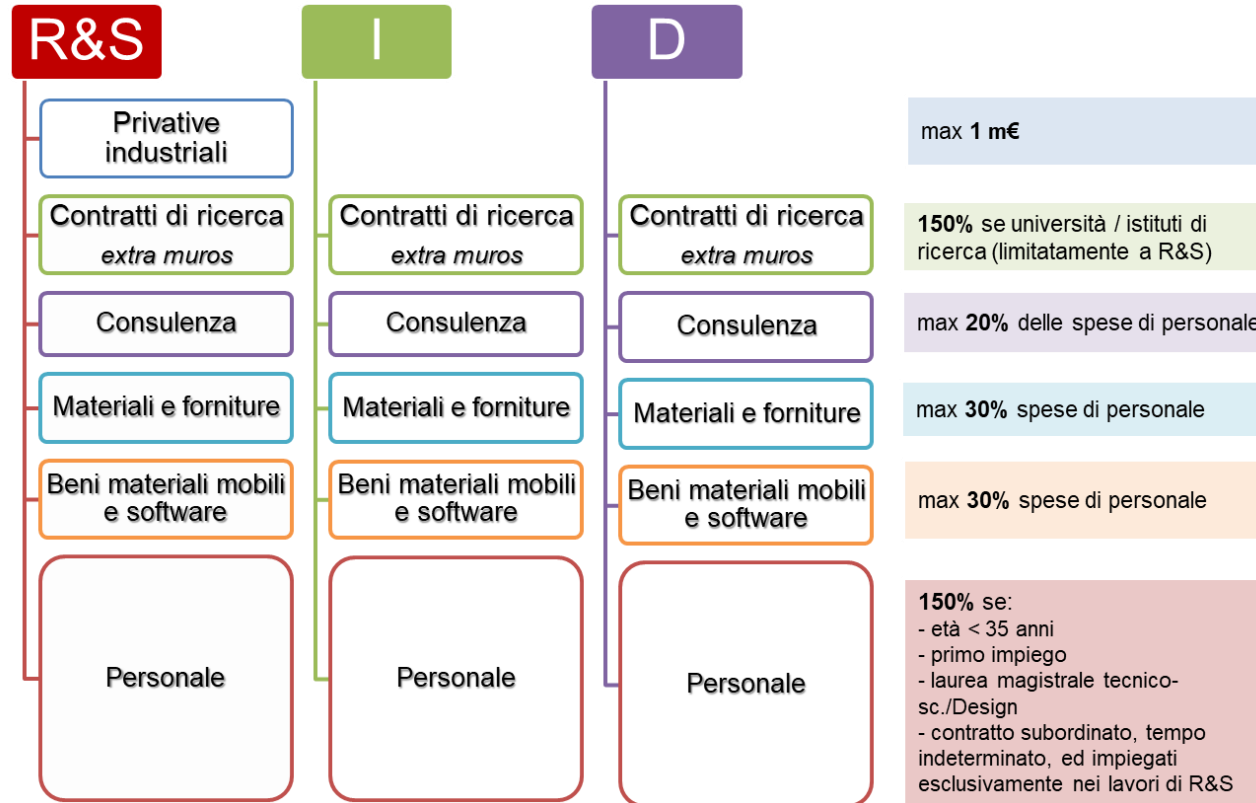 R&S
I
D
Privative
industriali
max 1 m€
Contratti di ricerca
extra muros
Contratti di ricerca
extra muros
Contratti di ricerca
extra muros
150% se università / istituti di
ricerca (limitatamente a R&S)
Consulenza
Consulenza
Consulenza
max 20% delle spese di personale
Materiali e forniture
Materiali e forniture
Materiali e forniture
max 30% spese di personale
Beni materiali mobili
e software
Beni materiali mobili
e software
Beni materiali mobili
e software
max 30% spese di personale
Personale
Personale
Personale
150% se:
- età < 35 anni
- primo impiego
- laurea magistrale tecnico-
sc./Design
- contratto subordinato, tempo
indeterminato, ed impiegati
esclusivamente nei lavori di R&S